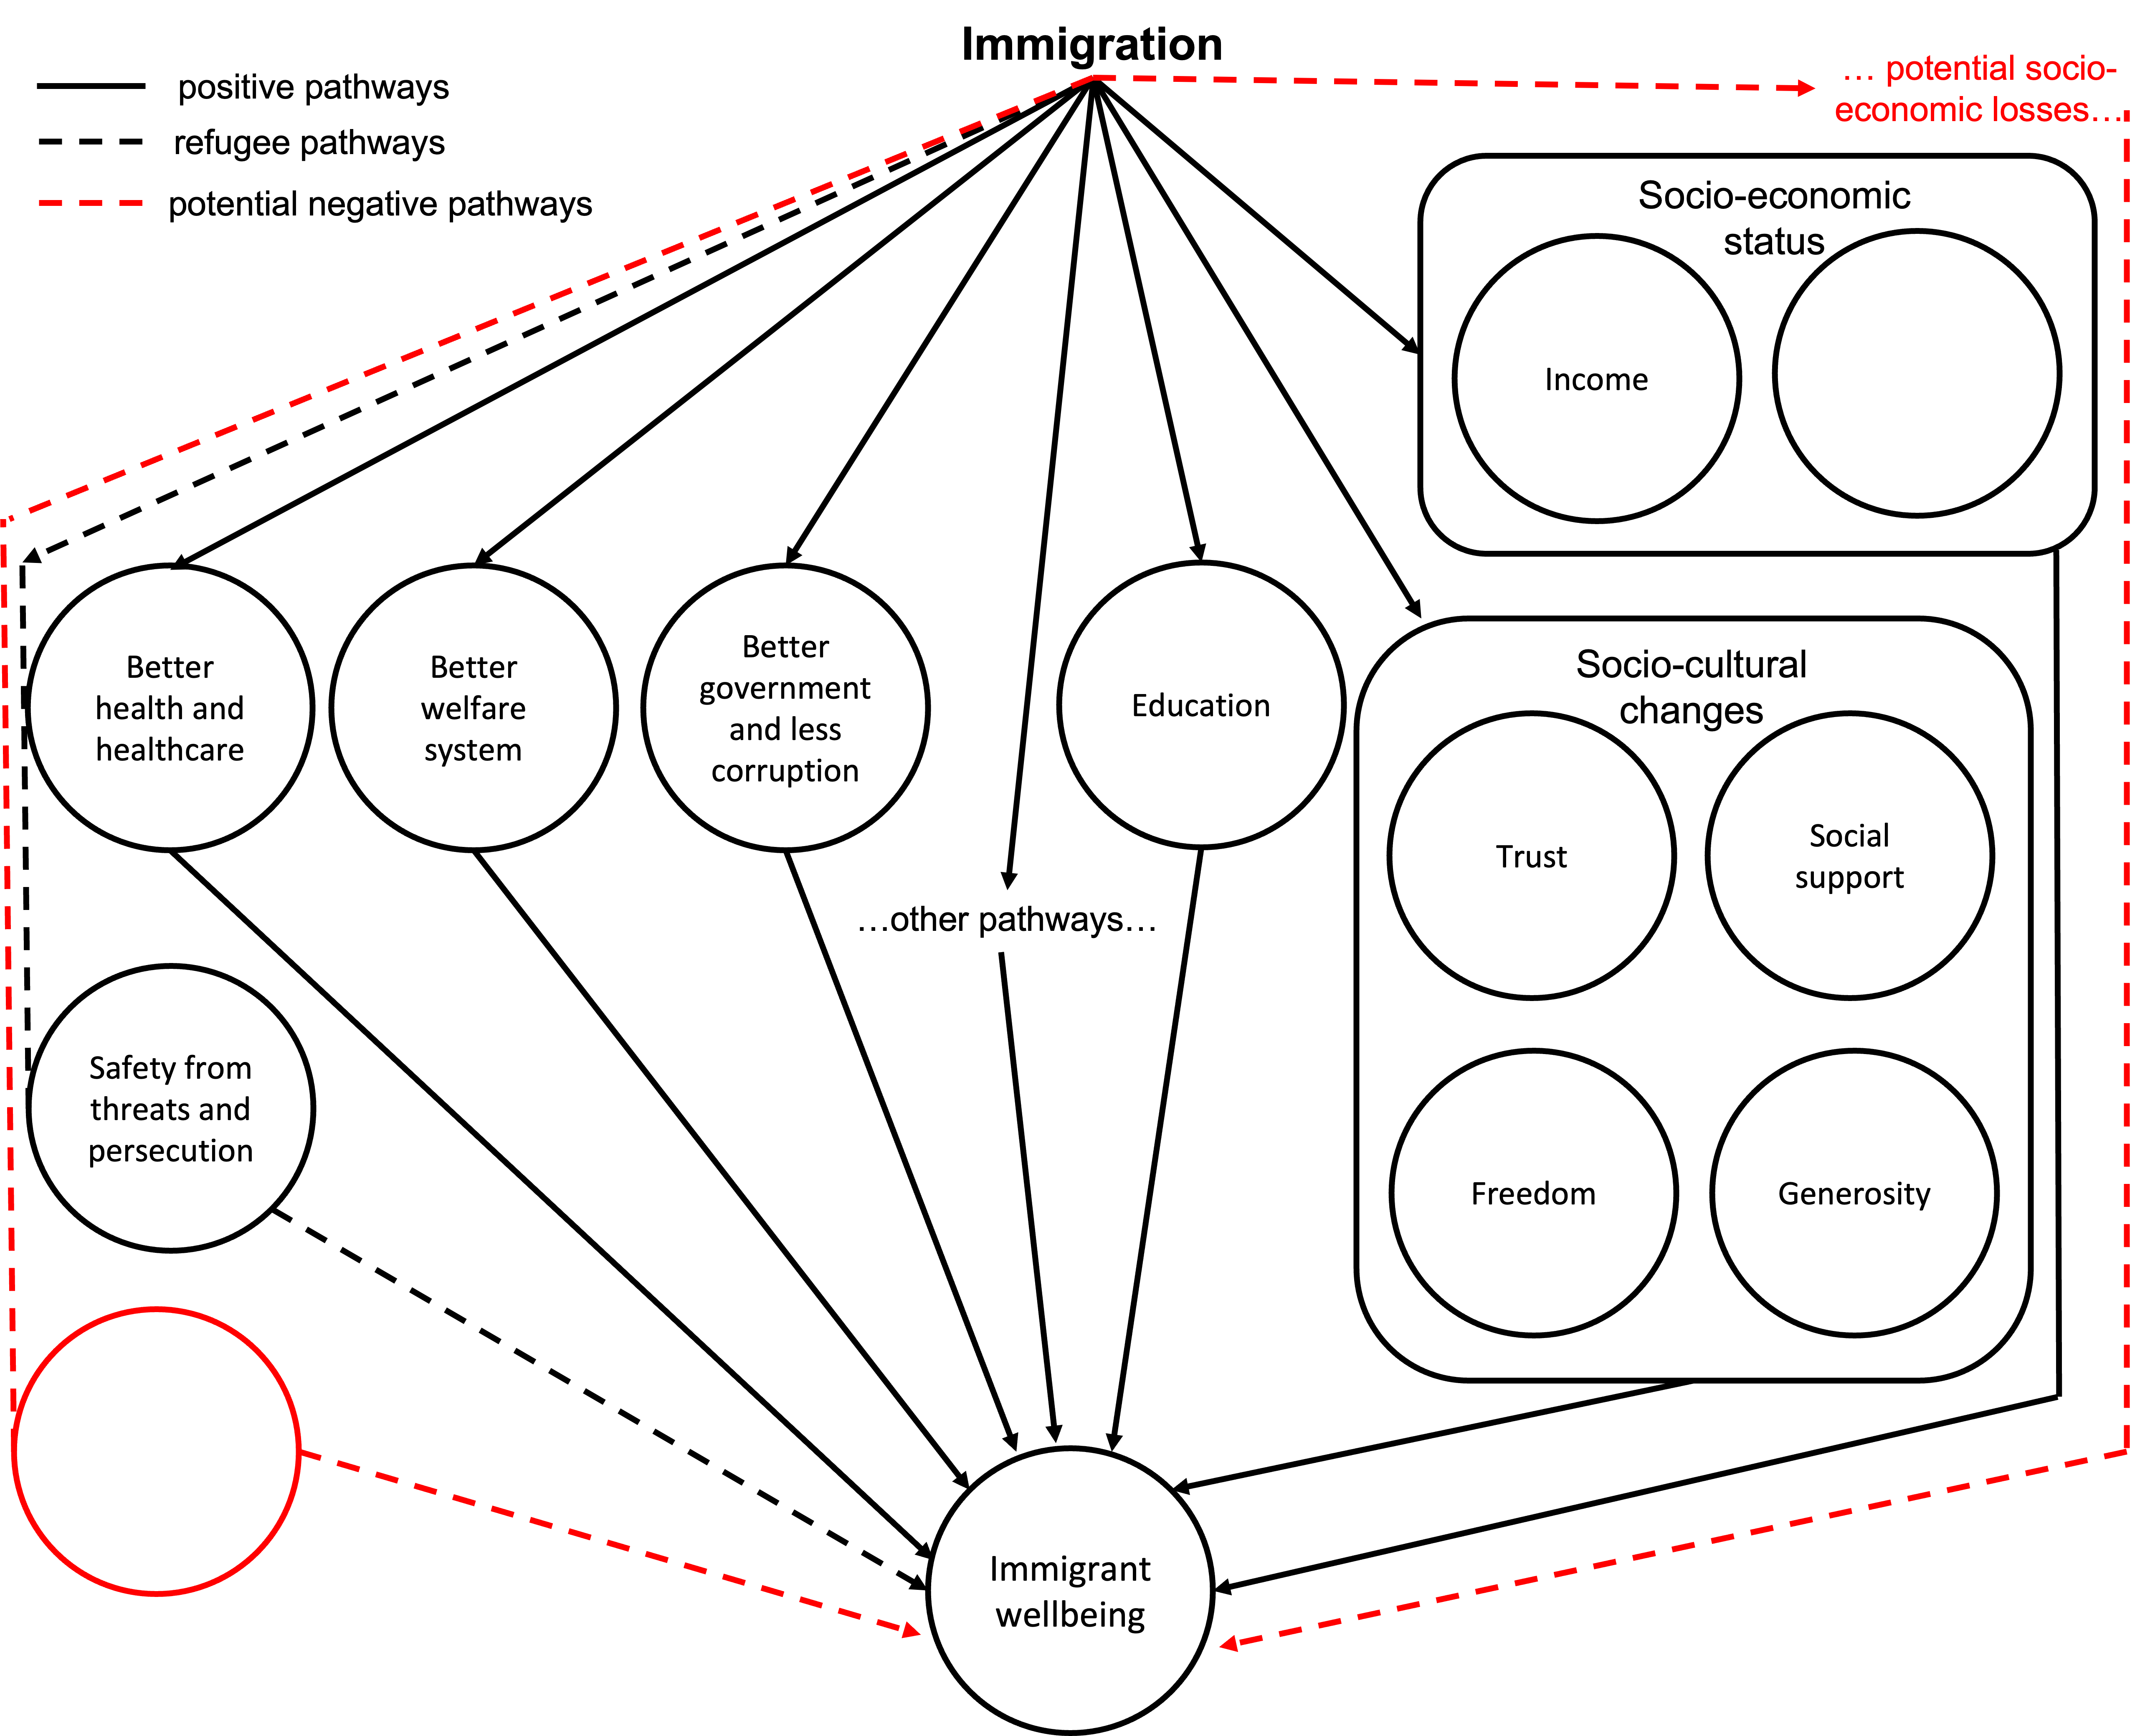 Immigration
positive pathways
refugee pathways
potential negative pathways
… potential socio-
economic losses…
Socio-economic
status
Income
Better
health and
healthcare
Better
welfare
system
Better
government
and less
corruption
…other pathways…
Education
Socio-cultural
changes
Trust
Social
support
Freedom
Generosity
Safety from
threats and
persecution
Immigrant
wellbeing